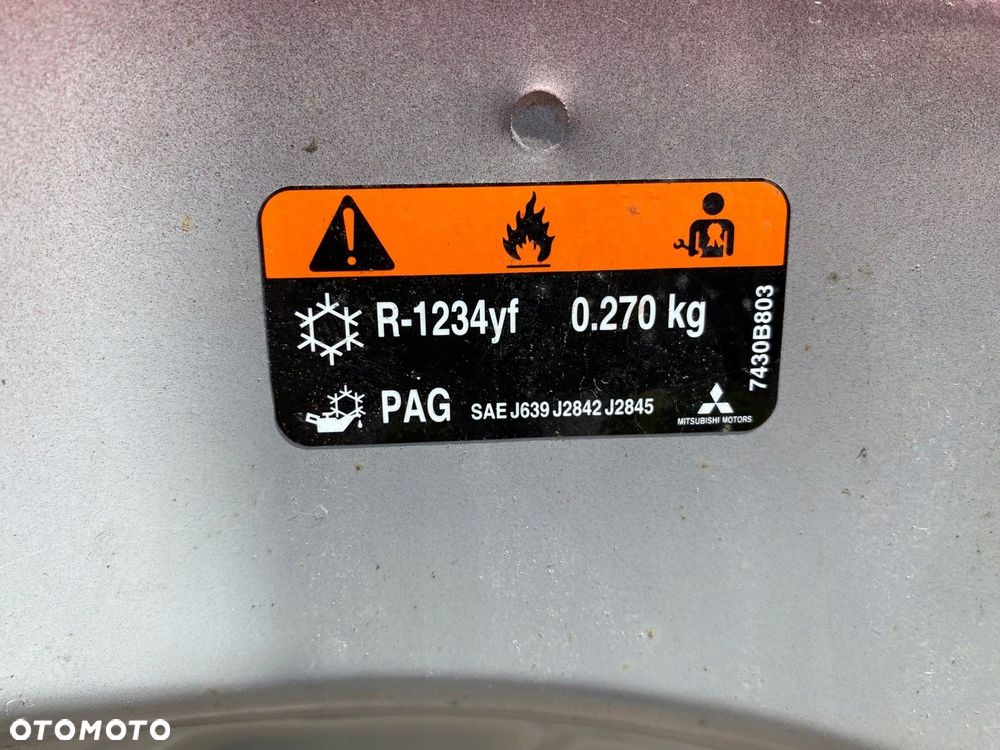 R-1234yf 0.270 kg
PAG SAE J639 J2842 J2845
MITSUBISHI MOTORS
7430B803
OTOMOTO